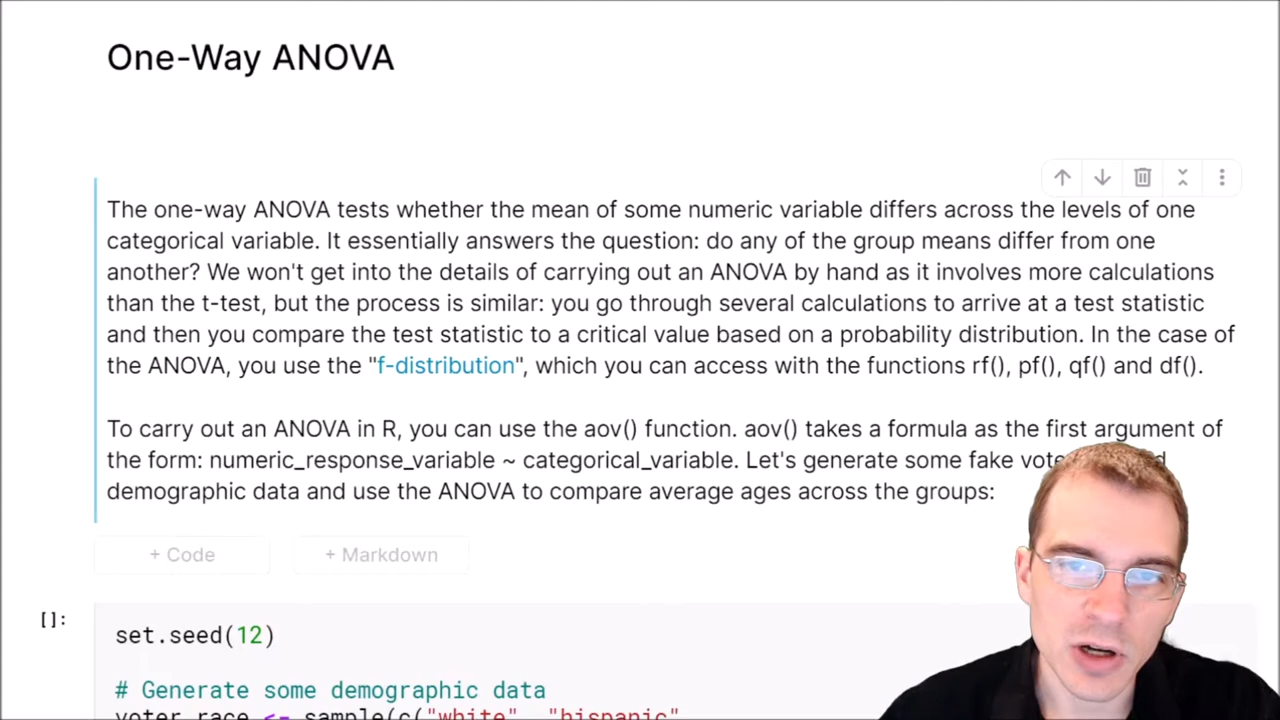 One-Way ANOVA
The one-way ANOVA tests whether the mean of some numeric variable differs across the levels of one
categorical variable. It essentially answers the question: do any of the group means differ from one
another? We won't get into the details of carrying out an ANOVA by hand as it involves more calculations
than the t-test, but the process is similar: you go through several calculations to arrive at a test statistic
and then you compare the test statistic to a critical value based on a probability distribution. In the case of
the ANOVA, you use the "f-distribution", which you can access with the functions rf(), pf(), qf() and df().
To carry out an ANOVA in R, you can use the aov() function. aov() takes a formula as the first argument of
the form: numeric_response_variable ~ categorical_variable. Let's generate some fake
demographic data and use the ANOVA to compare average ages across the groups:
+ Code + Markdown
[]:
set.seed(12)
# Generate some demographic data
voter_race <- sample(c("white", "hispanic",